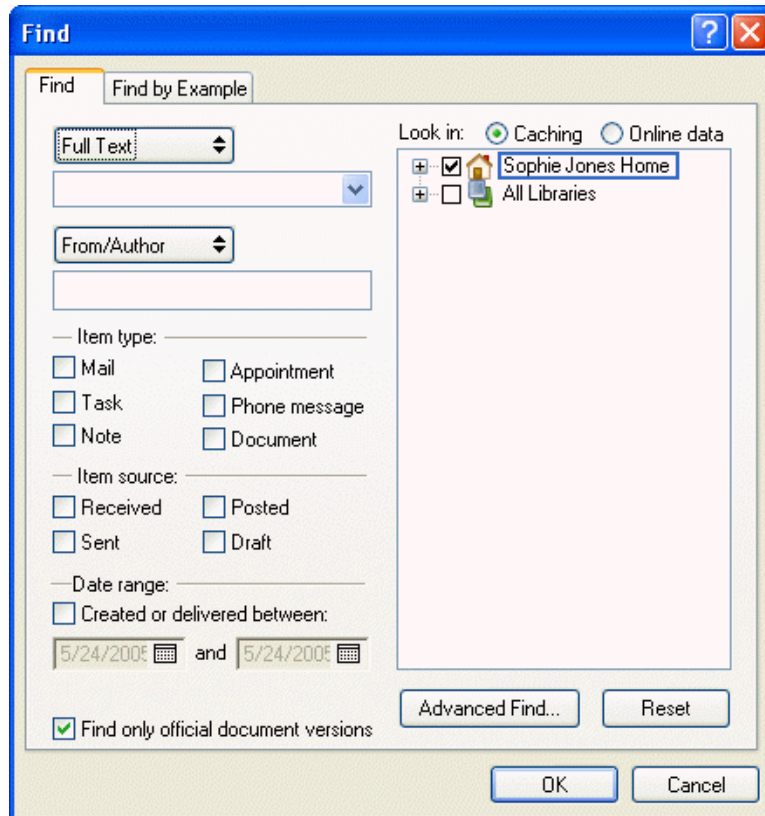 Find
Find Find by Example
Full Text
From/Author
Item type:
Mail Appointment
Task Phone message
Note Document
Item source:
Received Posted
Sent Draft
Date range:
Created or delivered between:
5/24/2005 and 5/24/2005
Find only official document versions
Look in: Caching Online data
Sophie Jones Home
All Libraries
Advanced Find... Reset
OK Cancel